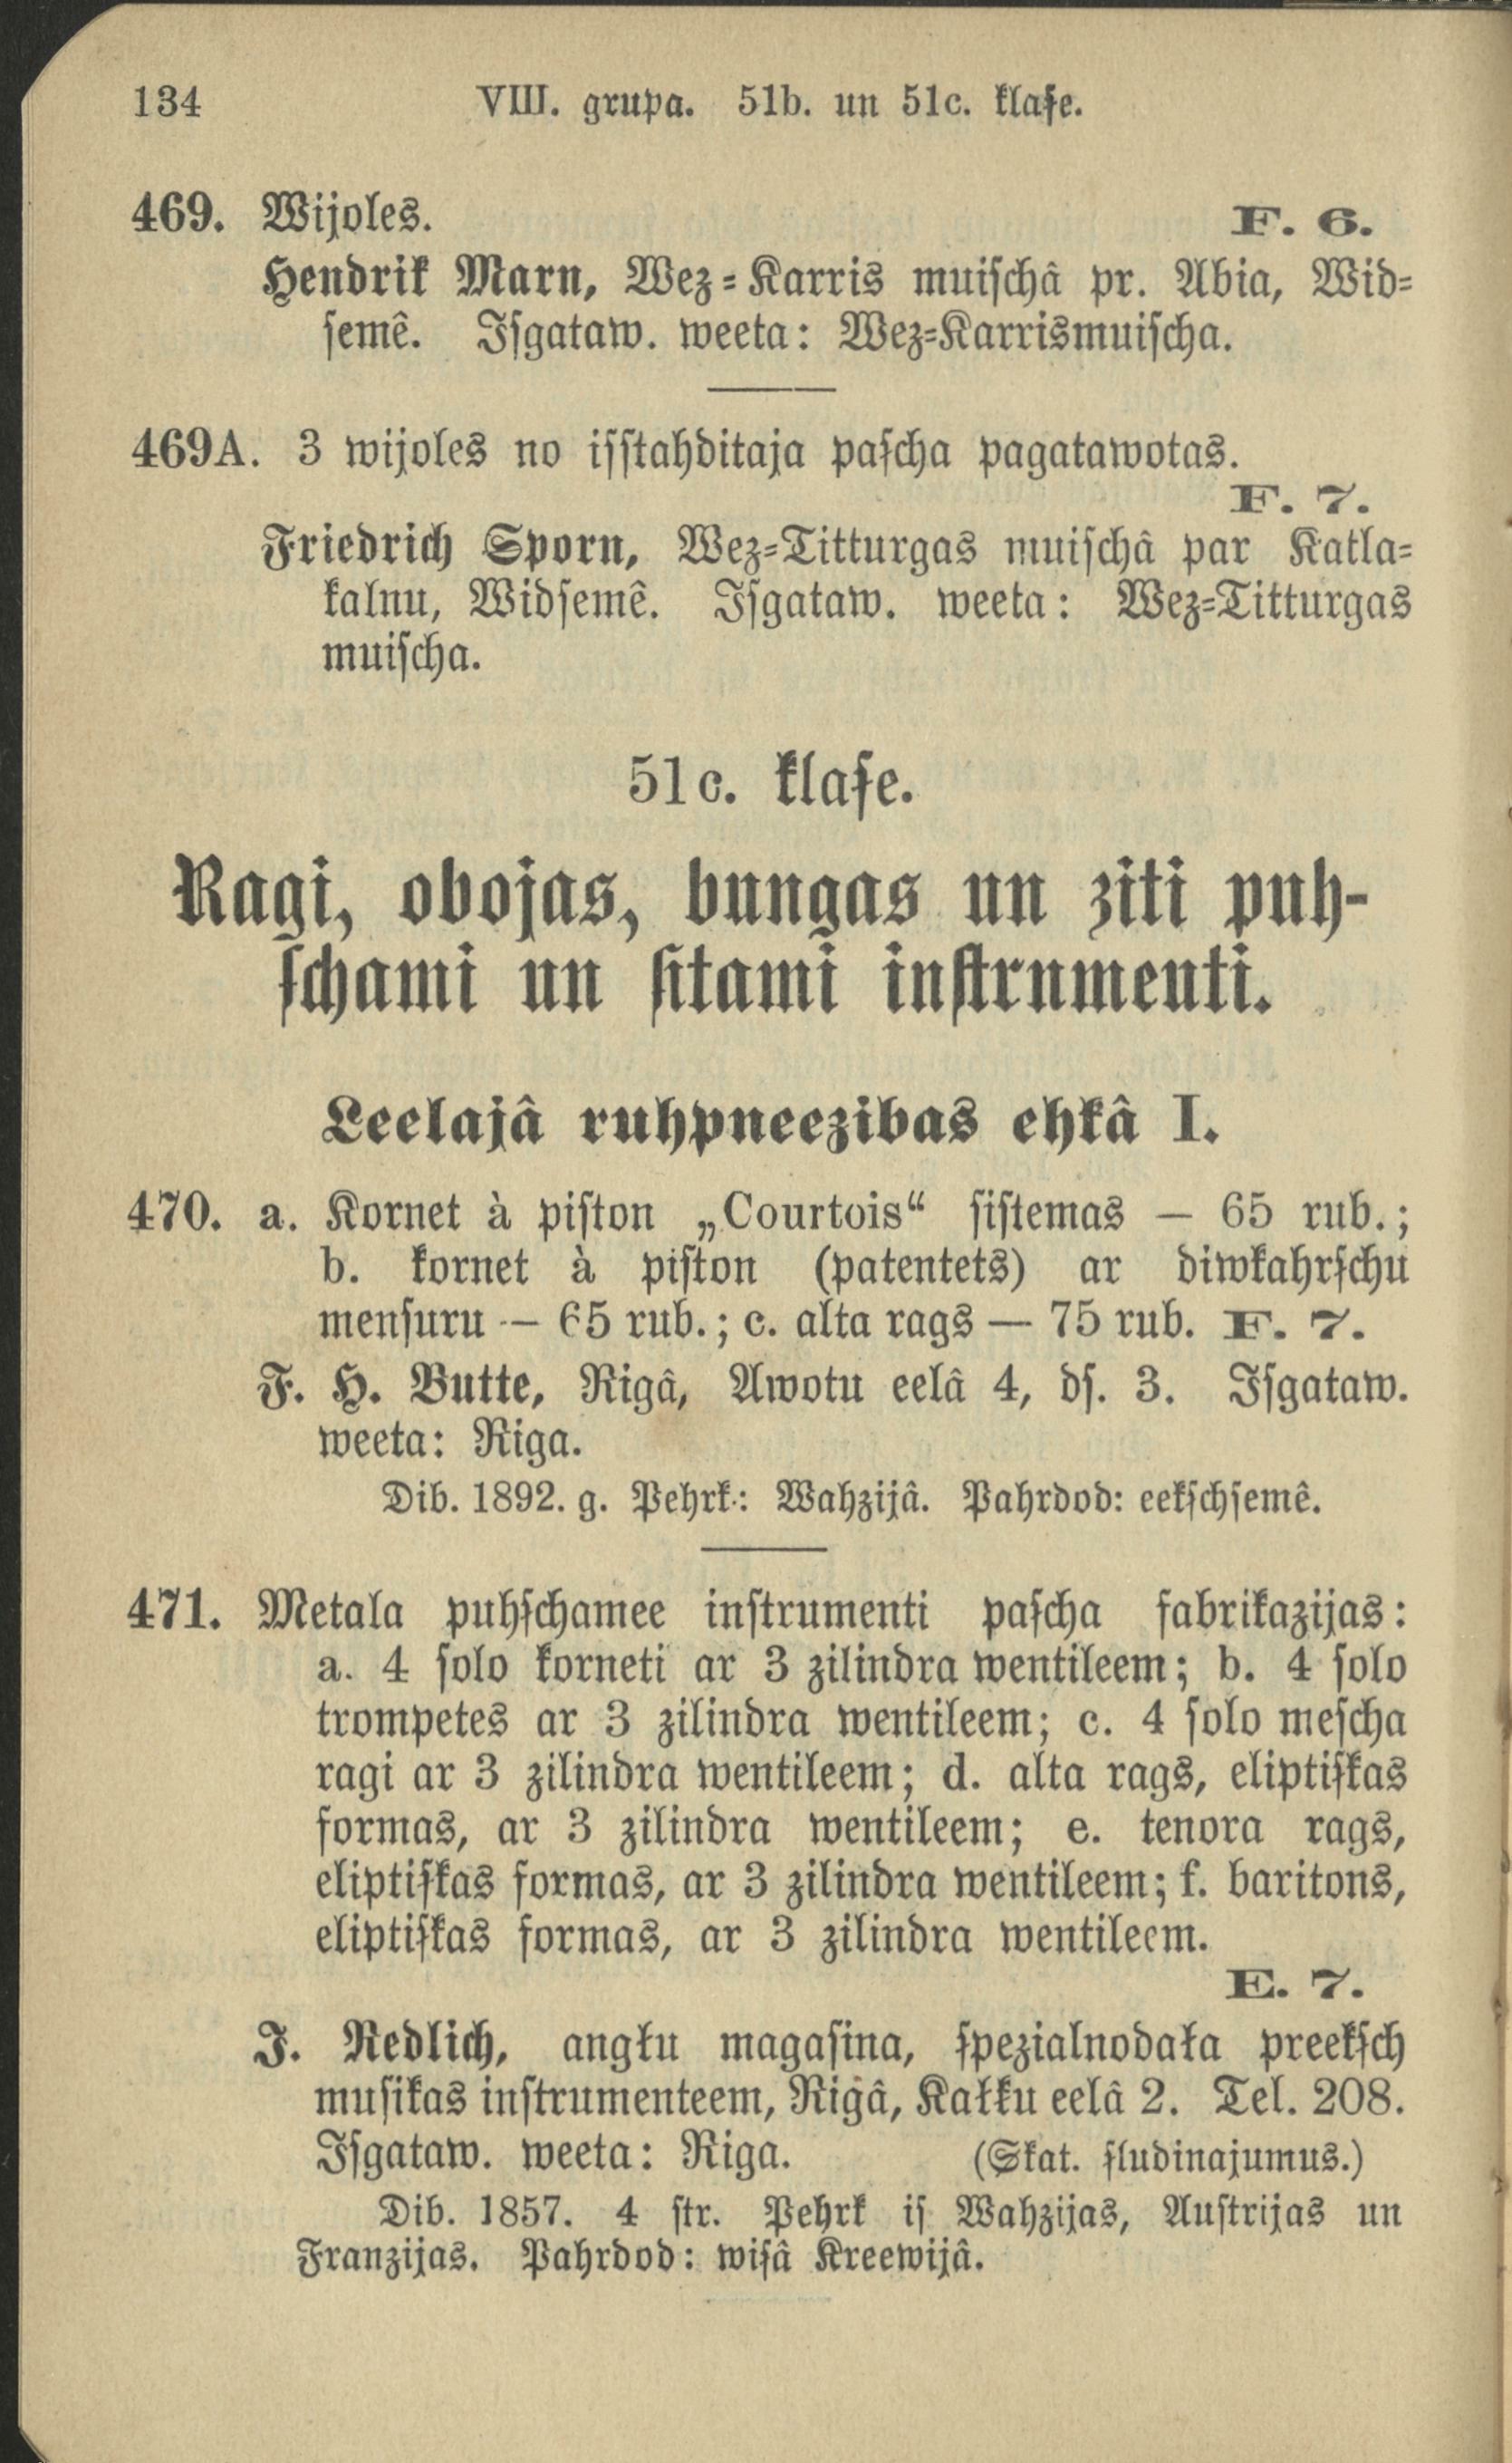 134 VIII. grupa. 51b. un 51c. klaſe.
469. Wijoles. F. 6.
Hendrik Marn, Wez-Karris muiſchâ pr. Abia, Wid-
ſemê. Iſgataw. weeta: Wez-Karrismuiſcha.
469A. 3 wijoles no iſſtahditaja paſcha pagatawotas.
F. 7.
Friedrich Sporn, Wez-Titturgas muiſchâ par Katla-
kalnu, Widſemê. Iſgataw. weeta: Wez-Titturgas
muiſcha.
51c. klaſe.
Ragi, obojas, bungas un ziti puh-
ſchami un ſitami inſtrumenti.
Leelajâ ruhpneezibas ehkâ I.
470. a. Kornet à piſton „Courtois“ ſiſtemas — 65 rub.;
b. kornet à piſton (patentets) ar diwkahrſchu
menſuru — 65 rub.; c. alta rags — 75 rub. F. 7.
F. H. Butte, Rigâ, Awotu eelâ 4, dſ. 3. Iſgataw.
weeta: Riga.
Dib. 1892. g. Pehrk.: Wahzijâ. Pahrdod: eekſchſemê.
471. Metala puhſchamee inſtrumenti paſcha fabrikazijas:
a. 4 ſolo korneti ar 3 zilindra wentileem; b. 4 ſolo
trompetes ar 3 zilindra wentileem; c. 4 ſolo meſcha
ragi ar 3 zilindra wentileem; d. alta rags, eliptiſkas
formas, ar 3 zilindra wentileem; e. tenora rags,
eliptiſkas formas, ar 3 zilindra wentileem; f. baritons,
eliptiſkas formas, ar 3 zilindra wentileem.
E. 7.
J. Redlich, angłu magaſina, ſpezialnodała preekſch
muſikas inſtrumenteem, Rigâ, Kałku eelâ 2. Tel. 208.
Iſgataw. weeta: Riga. (Skat. ſludinajumus.)
Dib. 1857. 4 ſtr. Pehrk iſ Wahzijas, Auſtrijas un
Franzijas. Pahrdod: wiſâ Kreewijâ.